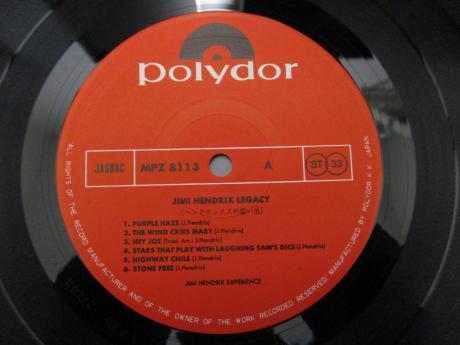 polydor
JASRAC
MPZ 8113
A
ST 33
JIMI HENDRIX LEGACY
(ヘンドリックスの想い出)
1. PURPLE HAZE (J.Hendrix)
2. THE WIND CRIES MARY (J.Hendrix)
3. HEY JOE (Trad. Arr.: J.Hendrix)
4. STARS THAT PLAY WITH LAUGHING SAM'S DICE (J.Hendrix)
5. HIGHWAY CHILE (J.Hendrix)
6. STONE FREE (J.Hendrix)
JIMI HENDRIX EXPERIENCE
ALL RIGHTS OF THE RECORD MANUFACTURER AND OF THE OWNER OF THE WORK RECORDED RESERVED. MANUFACTURED BY POLYDOR K.K. JAPAN